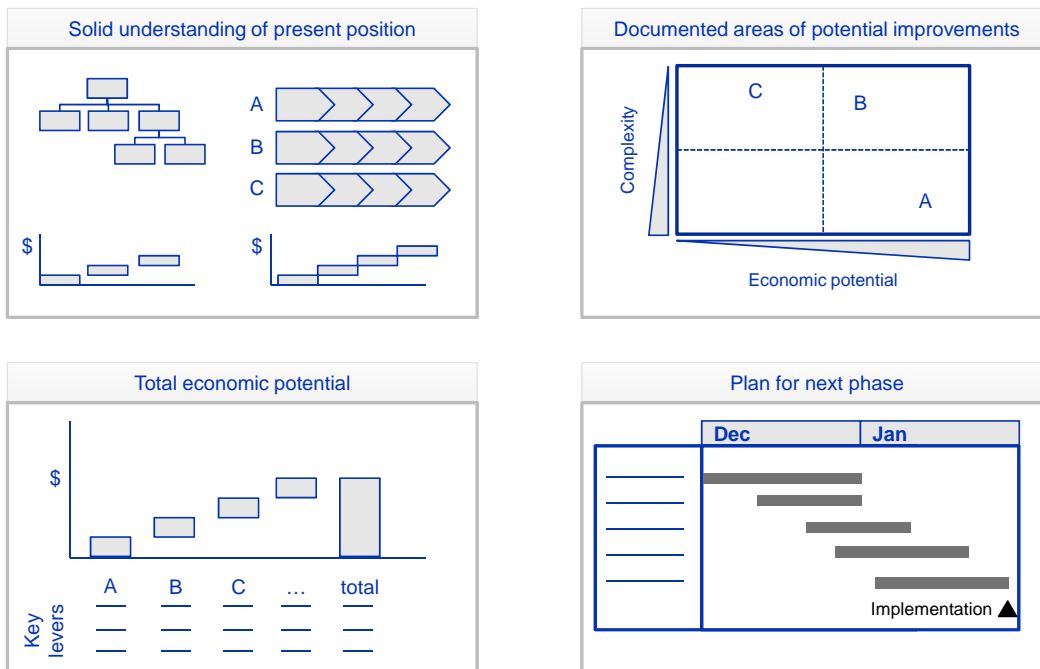 Solid understanding of present position
A
B
C
$
$
Documented areas of potential improvements
Complexity
C
B
A
Economic potential
Total economic potential
$
A B C … total
Key
levers
Plan for next phase
Dec Jan
Implementation